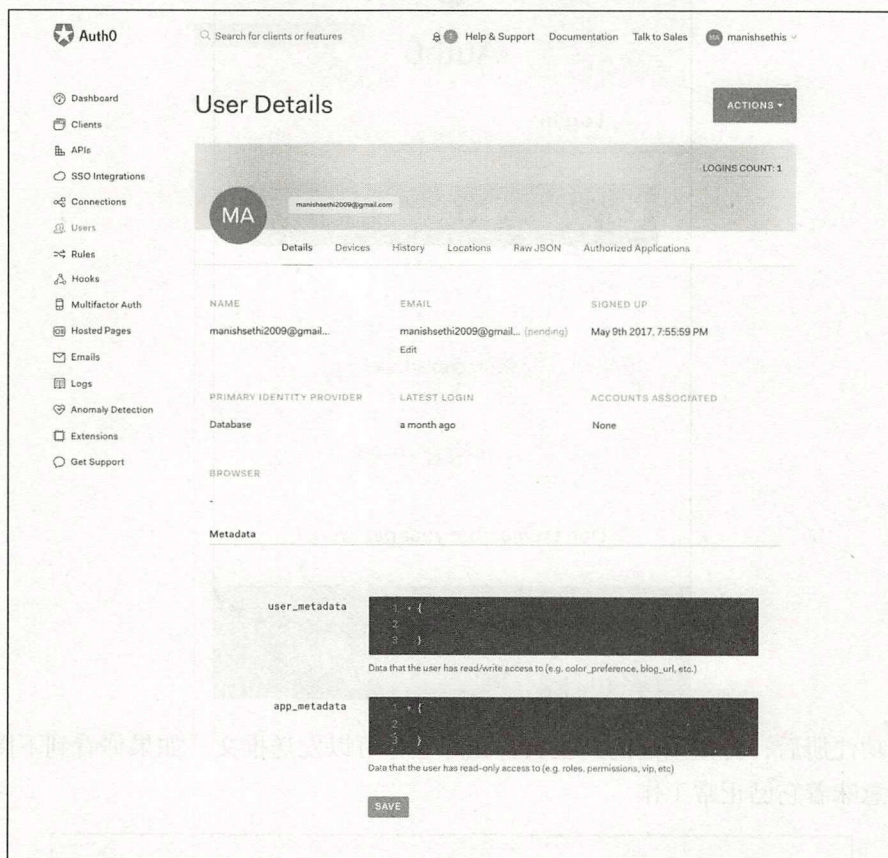 Auth0
Search for clients or features
1 Help & Support Documentation Talk to Sales MA manishsethis
Dashboard
Clients
APIs
SSO Integrations
Connections
Users
Rules
Hooks
Multifactor Auth
Hosted Pages
Emails
Logs
Anomaly Detection
Extensions
Get Support
User Details
ACTIONS
LOGINS COUNT: 1
MA
manishsethi2009@gmail.com
Details Devices History Locations Raw JSON Authorized Applications
NAME EMAIL SIGNED UP
manishsethi2009@gmail... manishsethi2009@gmail... (pending) May 9th 2017, 7:55:59 PM
Edit
PRIMARY IDENTITY PROVIDER LATEST LOGIN ACCOUNTS ASSOCIATED
Database a month ago None
BROWSER
-
Metadata
user_metadata
1 {
2
3 }
Data that the user has read/write access to (e.g. color_preference, blog_url, etc.)
app_metadata
1 {
2
3 }
Data that the user has read-only access to (e.g. roles, permissions, vip, etc)
SAVE